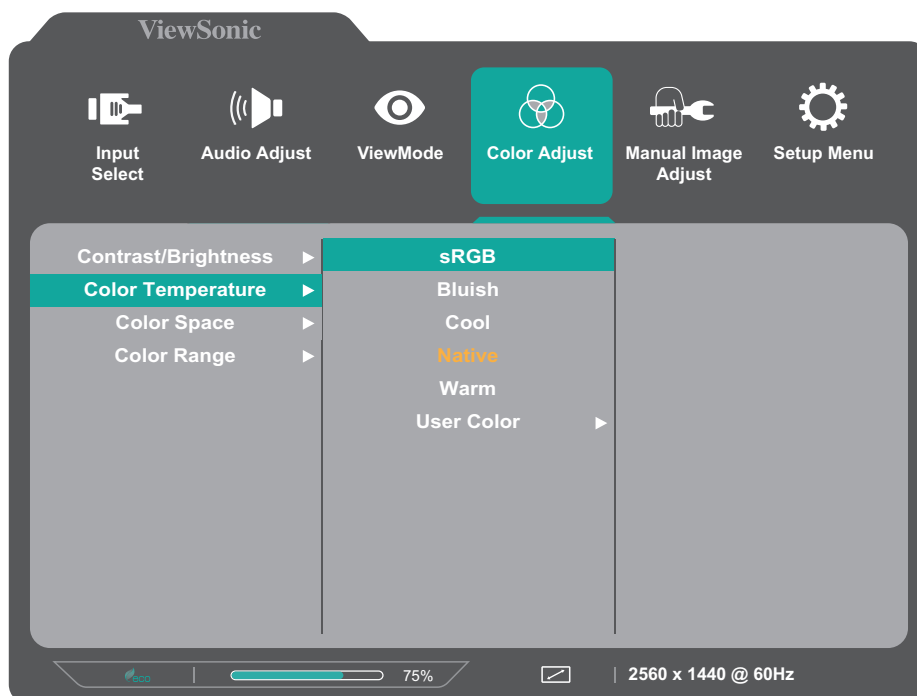 ViewSonic
Input
Select
Audio Adjust
ViewMode
Color Adjust
Manual Image
Adjust
Setup Menu
Contrast/Brightness
Color Temperature
Color Space
Color Range
sRGB
Bluish
Cool
Native
Warm
User Color
eco
75%
2560 x 1440 @ 60Hz